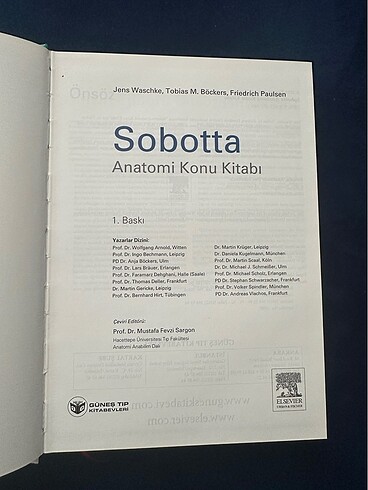 Jens Waschke, Tobias M. Böckers, Friedrich Paulsen
Sobotta
Anatomi Konu Kitabı
1. Baskı
Yazarlar Dizini:
Prof. Dr. Wolfgang Arnold, Witten
Prof. Dr. Ingo Bechmann, Leipzig
PD Dr. Anja Böckers, Ulm
Prof. Dr. Lars Bräuer, Erlangen
Prof. Dr. Faramarz Dehghani, Halle (Saale)
Prof. Dr. Thomas Deller, Frankfurt
Dr. Martin Gericke, Leipzig
Prof. Dr. Bernhard Hirt, Tübingen
Dr. Martin Krüger, Leipzig
Dr. Daniela Kugelmann, München
Prof. Dr. Martin Scaal, Köln
Dr. Dr. Michael J. Schmeißer, Ulm
Prof. Dr. Michael Scholz, Erlangen
PD Dr. Stephan Schwarzacher, Frankfurt
Prof. Dr. Volker Spindler, München
PD Dr. Andreas Vlachos, Frankfurt
Çeviri Editörü:
Prof. Dr. Mustafa Fevzi Sargon
Hacettepe Üniversitesi Tıp Fakültesi
Anatomi Anabilim Dalı
GÜNEŞ TIP
KİTABEVLERİ
ELSEVIER